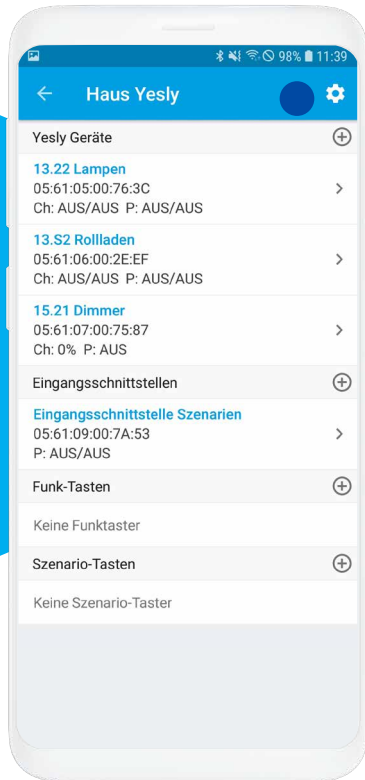 98% 11:39
Haus Yesly
Yesly Geräte
13.22 Lampen
05:61:05:00:76:3C
Ch: AUS/AUS P: AUS/AUS
13.S2 Rollladen
05:61:06:00:2E:EF
Ch: AUS/AUS P: AUS/AUS
15.21 Dimmer
05:61:07:00:75:87
Ch: 0% P: AUS
Eingangsschnittstellen
Eingangsschnittstelle Szenarien
05:61:09:00:7A:53
P: AUS/AUS
Funk-Tasten
Keine Funktaster
Szenario-Tasten
Keine Szenario-Taster